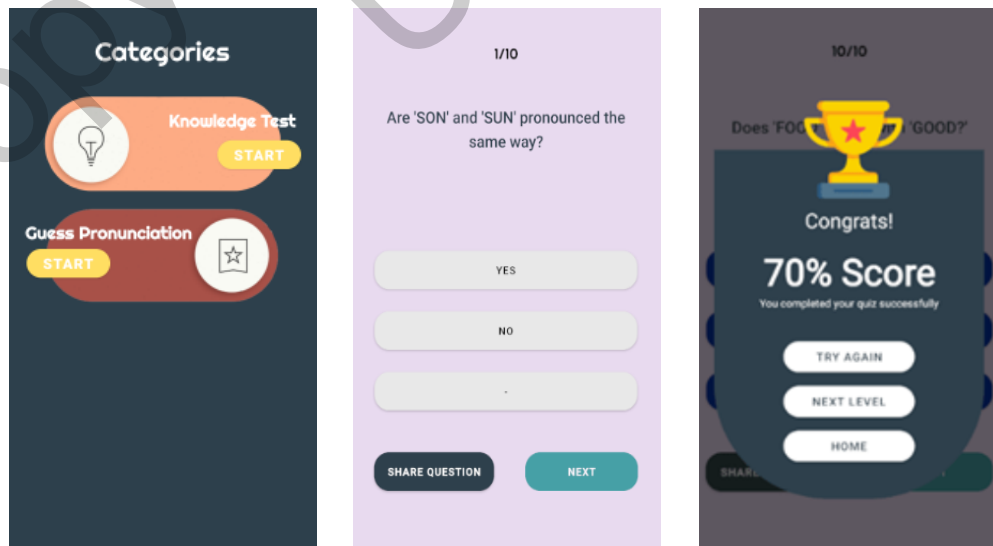 Categories
Knowledge Test
START
Guess Pronunciation
START
1/10
Are 'SON' and 'SUN' pronounced the
same way?
YES
NO
-
SHARE QUESTION
NEXT
10/10
Does 'FOO 'GOOD?'
Congrats!
70% Score
You completed your quiz successfully
TRY AGAIN
NEXT LEVEL
HOME
SHAR